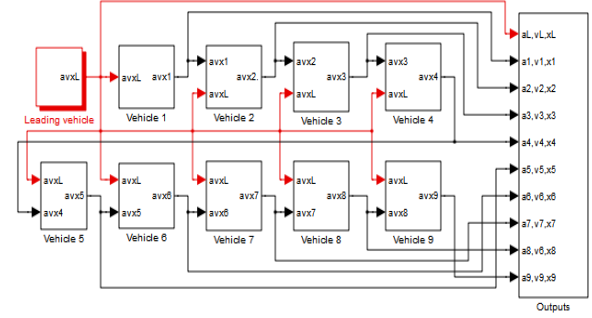 avxL
Leading vehicle
avxL avx1
Vehicle 1
avx1
avxL
avx2.
Vehicle 2
avx2
avxL
avx3
Vehicle 3
avx3
avxL
avx4
Vehicle 4
avxL
avx4
avx5
Vehicle 5
avxL
avx5
avx6
Vehicle 6
avxL
avx6
avx7
Vehicle 7
avxL
avx7
avx8
Vehicle 8
avxL
avx8
avx9
Vehicle 9
aL,vL,xL
a1,v1,x1
a2,v2,x2
a3,v3,x3
a4,v4,x4
a5,v5,x5
a6,v6,x6
a7,v7,x7
a8,v6,x8
a9,v9,x9
Outputs